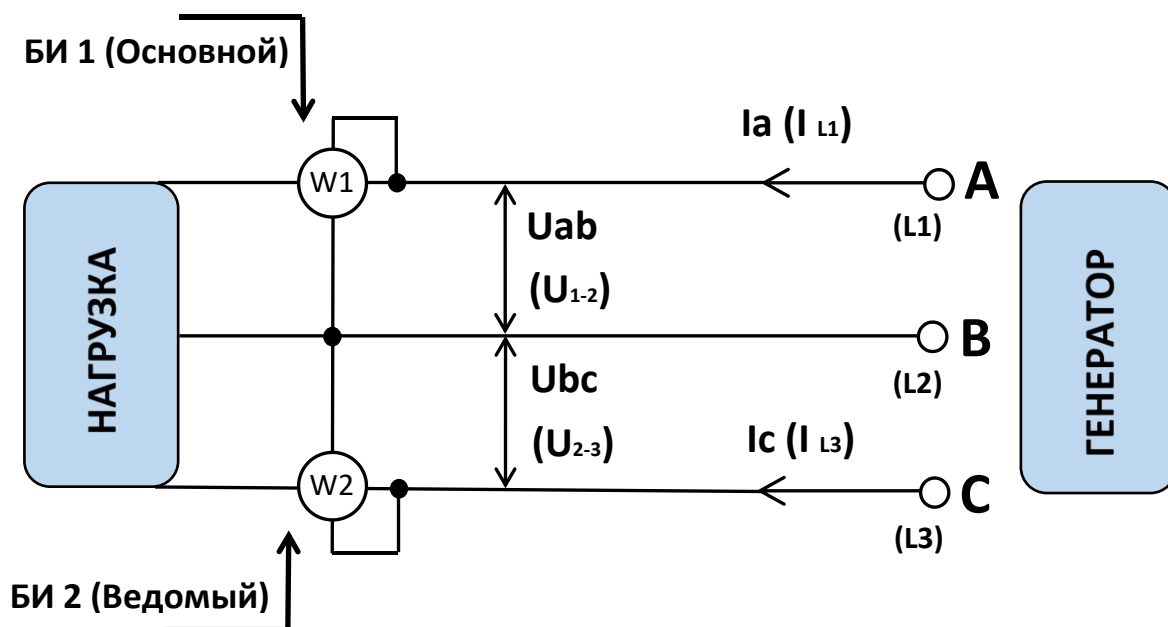 БИ 1 (Основной)
Ia (I L1)
W1
A
(L1)
Uab
(U1-2)
НАГРУЗКА
B
(L2)
ГЕНЕРАТОР
Ubc
(U2-3)
Ic (I L3)
W2
C
(L3)
БИ 2 (Ведомый)